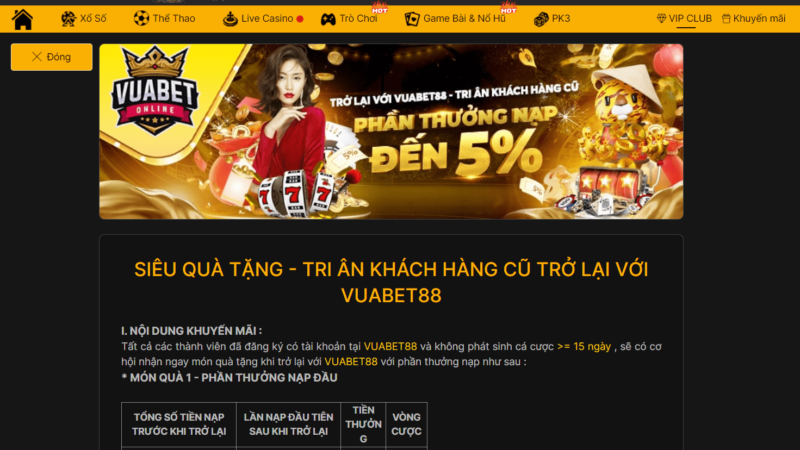 Xổ Số
Thể Thao
Live Casino
Trò Chơi
HOT
Game Bài & Nổ Hũ
HOT
PK3
VIP CLUB
Khuyến mãi
Đóng
VUABET
ONLINE
TRỞ LẠI VỚI VUABET88 - TRI ÂN KHÁCH HÀNG CŨ
PHẦN THƯỞNG NẠP
ĐẾN 5%
7 7 7
SIÊU QUÀ TẶNG - TRI ÂN KHÁCH HÀNG CŨ TRỞ LẠI VỚI
VUABET88
I. NỘI DUNG KHUYẾN MÃI :
Tất cả các thành viên đã đăng ký có tài khoản tại VUABET88 và không phát sinh cá cược >= 15 ngày , sẽ có cơ
hội nhận ngay món quà tặng khi trở lại với VUABET88 với phần thưởng nạp như sau :
* MÓN QUÀ 1 - PHẦN THƯỞNG NẠP ĐẦU
TỔNG SỐ TIỀN NẠP
TRƯỚC KHI TRỞ LẠI
LẦN NẠP ĐẦU TIÊN
SAU KHI TRỞ LẠI
TIỀN
THƯỞN
G
VÒNG
CƯỢC